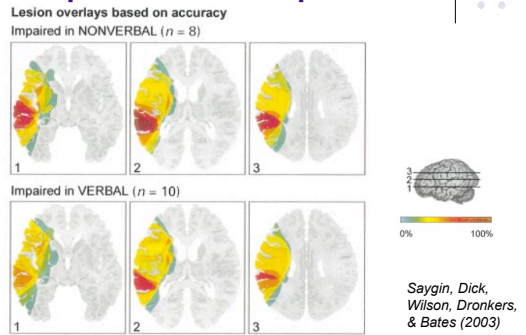 Lesion overlays based on accuracy
Impaired in NONVERBAL (n = 8)
1
2
3
3
2
1
0% 100%
Impaired in VERBAL (n = 10)
1
2
3
Saygin, Dick,
Wilson, Dronkers,
& Bates (2003)